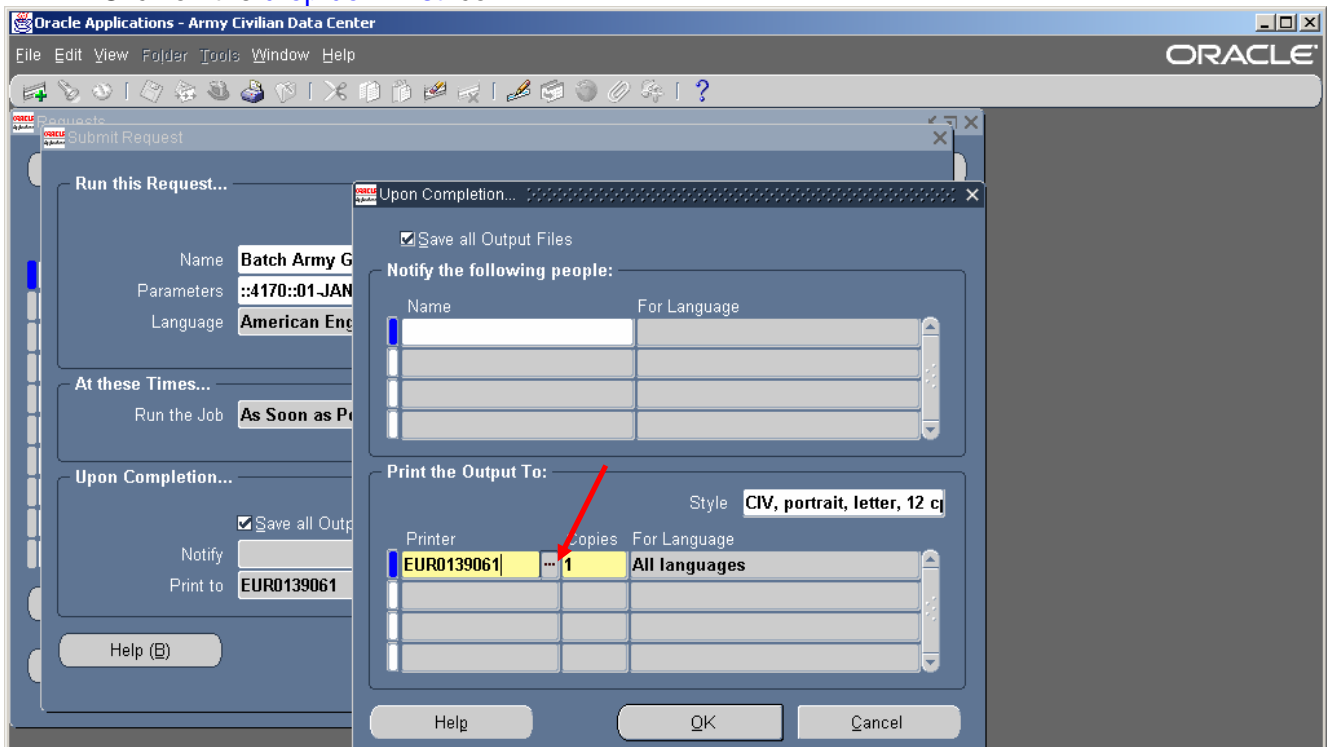 Oracle Applications - Army Civilian Data Center
File Edit View Folder Tools Window Help
ORACLE
Requests
Submit Request
Run this Request...
Name Batch Army G
Parameters ::4170::01-JAN
Language American Eng
At these Times...
Run the Job As Soon as Po
Upon Completion...
Save all Outp
Notify
Print to EUR0139061
Help (B)
Upon Completion...
Save all Output Files
Notify the following people:
Name For Language
Print the Output To:
Style CIV, portrait, letter, 12 c
Printer Copies For Language
EUR0139061 ... 1 All languages
Help OK Cancel